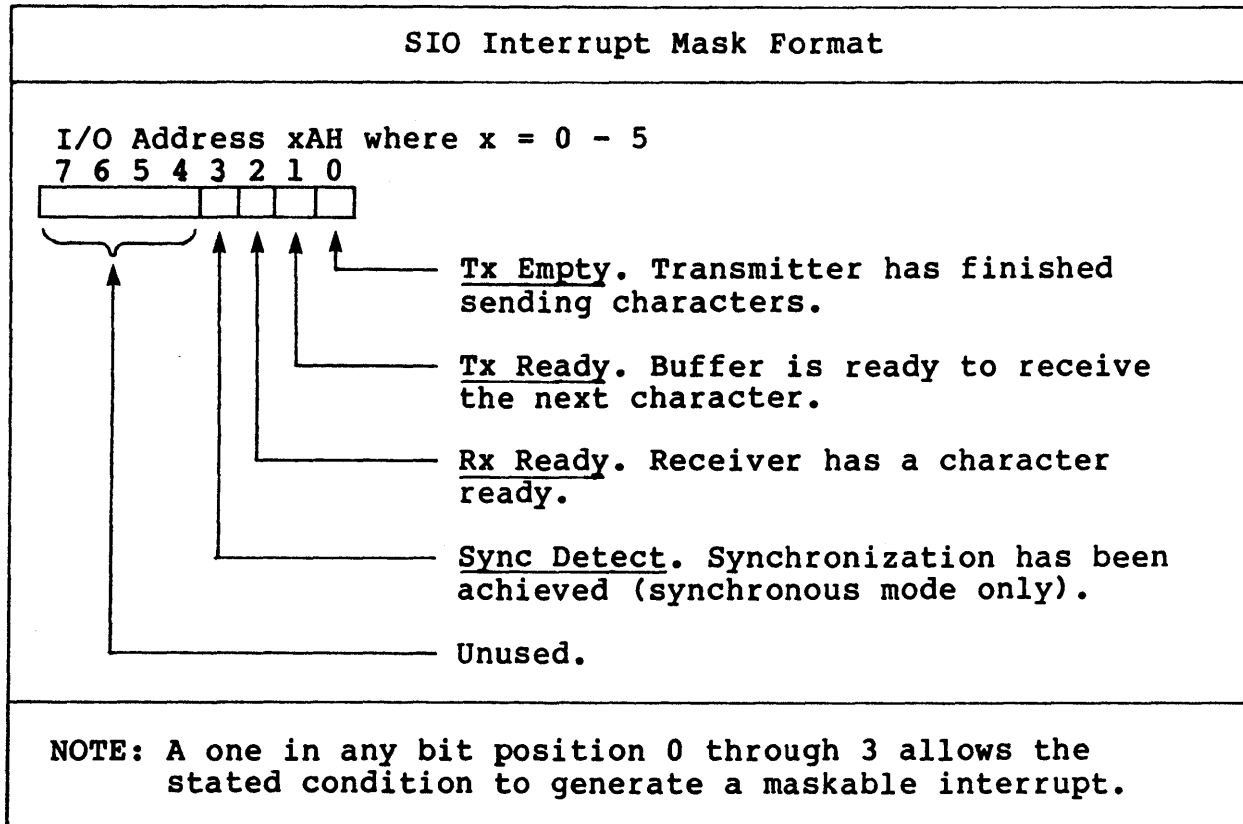 SIO Interrupt Mask Format
I/O Address xAH where x = 0 - 5
7 6 5 4 3 2 1 0
Tx Empty. Transmitter has finished
sending characters.
Tx Ready. Buffer is ready to receive
the next character.
Rx Ready. Receiver has a character
ready.
Sync Detect. Synchronization has been
achieved (synchronous mode only).
Unused.
NOTE: A one in any bit position 0 through 3 allows the
stated condition to generate a maskable interrupt.